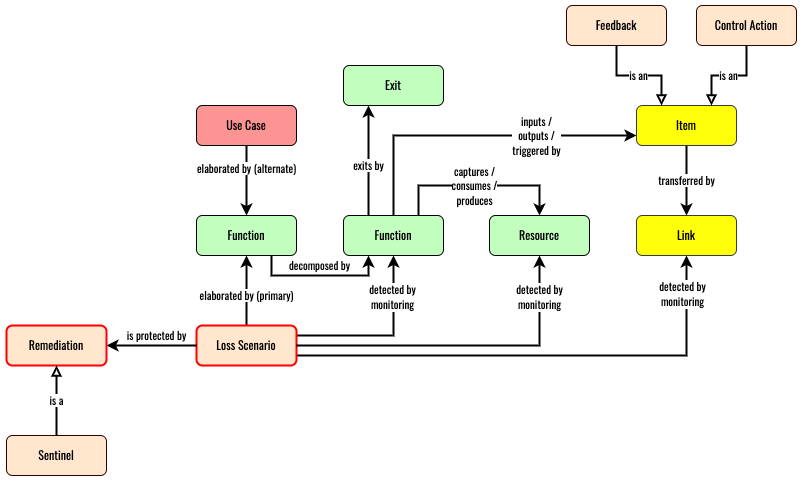 Feedback
Control Action
is an
is an
Exit
Use Case
Item
inputs /
outputs /
triggered by
exits by
elaborated by (alternate)
captures /
consumes /
produces
transferred by
Function
Function
Resource
Link
decomposed by
elaborated by (primary)
detected by
monitoring
detected by
monitoring
detected by
monitoring
Remediation
is protected by
Loss Scenario
is a
Sentinel